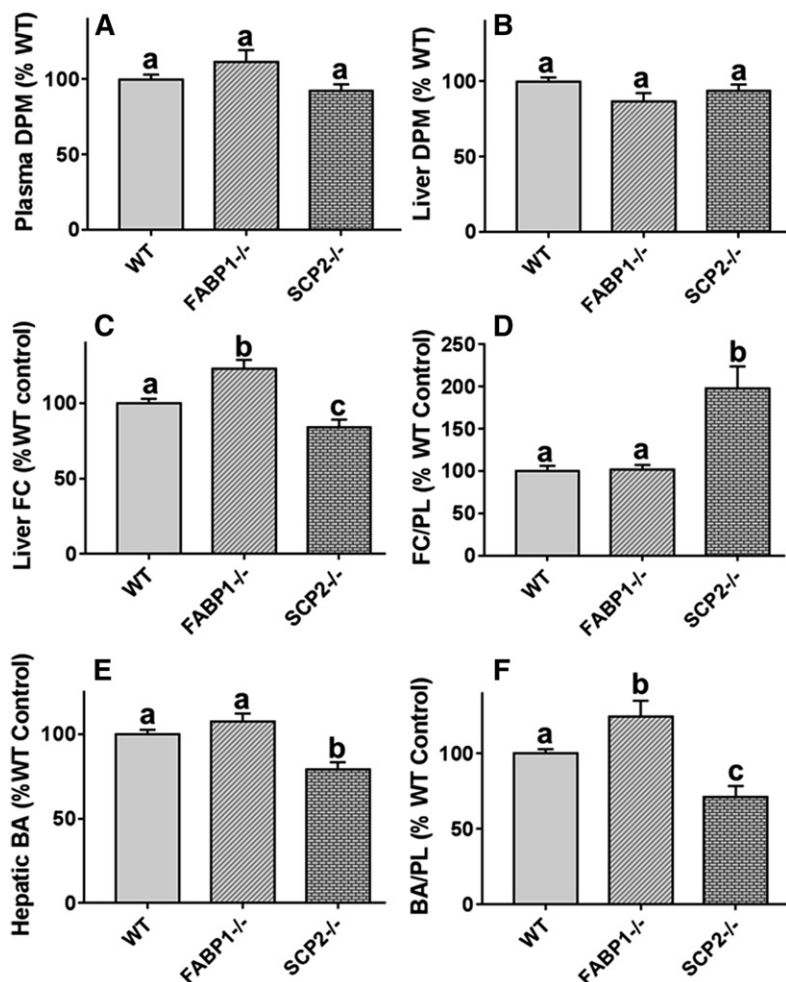 A
Plasma DPM (% WT)
100
50
0
a
a
a
WT
FABP1-/-
SCP2-/-
B
Liver DPM (% WT)
100
50
0
a
a
a
WT
FABP1-/-
SCP2-/-
C
Liver FC (%WT control)
100
50
0
a
b
c
WT
FABP1-/-
SCP2-/-
D
FC/PL (% WT Control)
250
200
150
100
50
0
a
a
b
WT
FABP1-/-
SCP2-/-
E
Hepatic BA (%WT Control)
100
50
0
a
a
b
WT
FABP1-/-
SCP2-/-
F
BA/PL (% WT Control)
100
50
0
a
b
c
WT
FABP1-/-
SCP2-/-